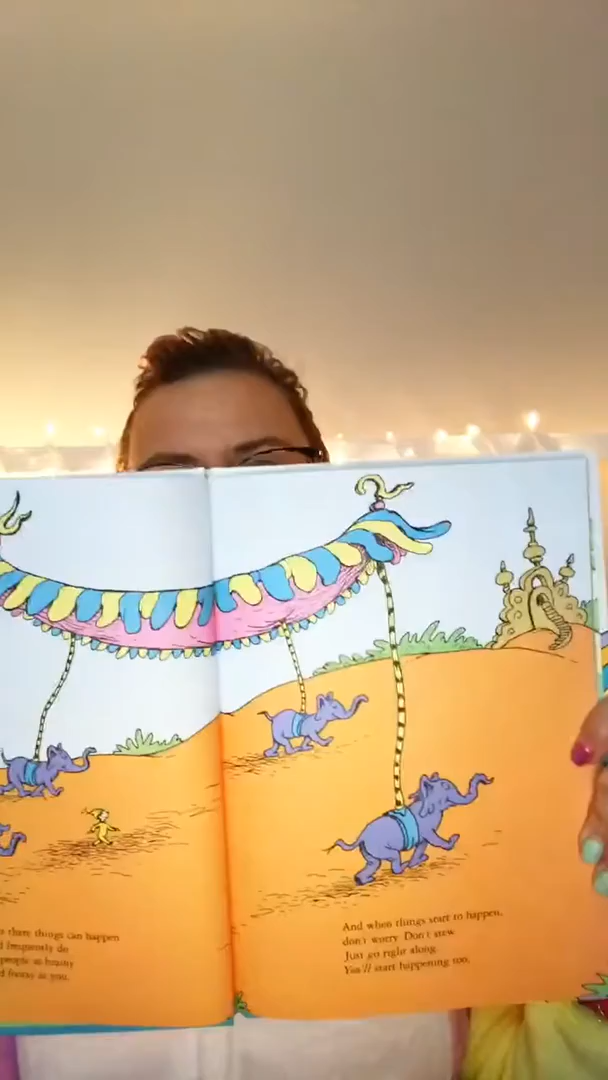 there things can happen
frequently do
people as brainy
footsy as you.
And when things start to happen,
don't worry. Don't stew.
Just go right along.
You'll start happening too.